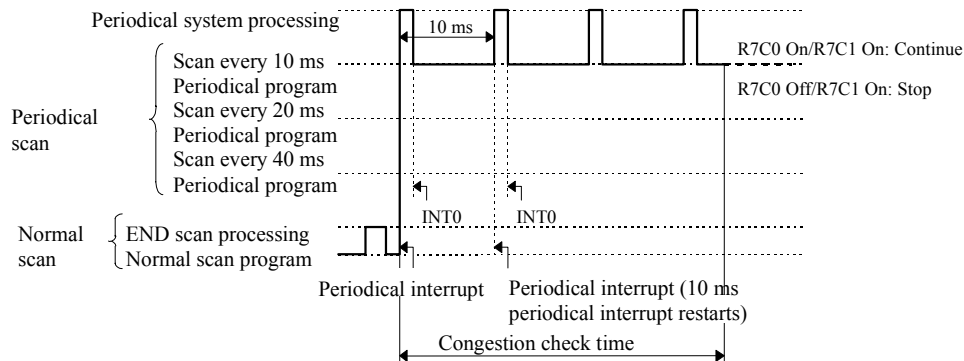 Periodical system processing
10 ms
R7C0 On/R7C1 On: Continue
Scan every 10 ms
Periodical program
R7C0 Off/R7C1 On: Stop
Periodical
scan
Scan every 20 ms
Periodical program
Scan every 40 ms
Periodical program
INT0
INT0
Normal
scan
END scan processing
Normal scan program
Periodical interrupt
Periodical interrupt (10 ms
periodical interrupt restarts)
Congestion check time